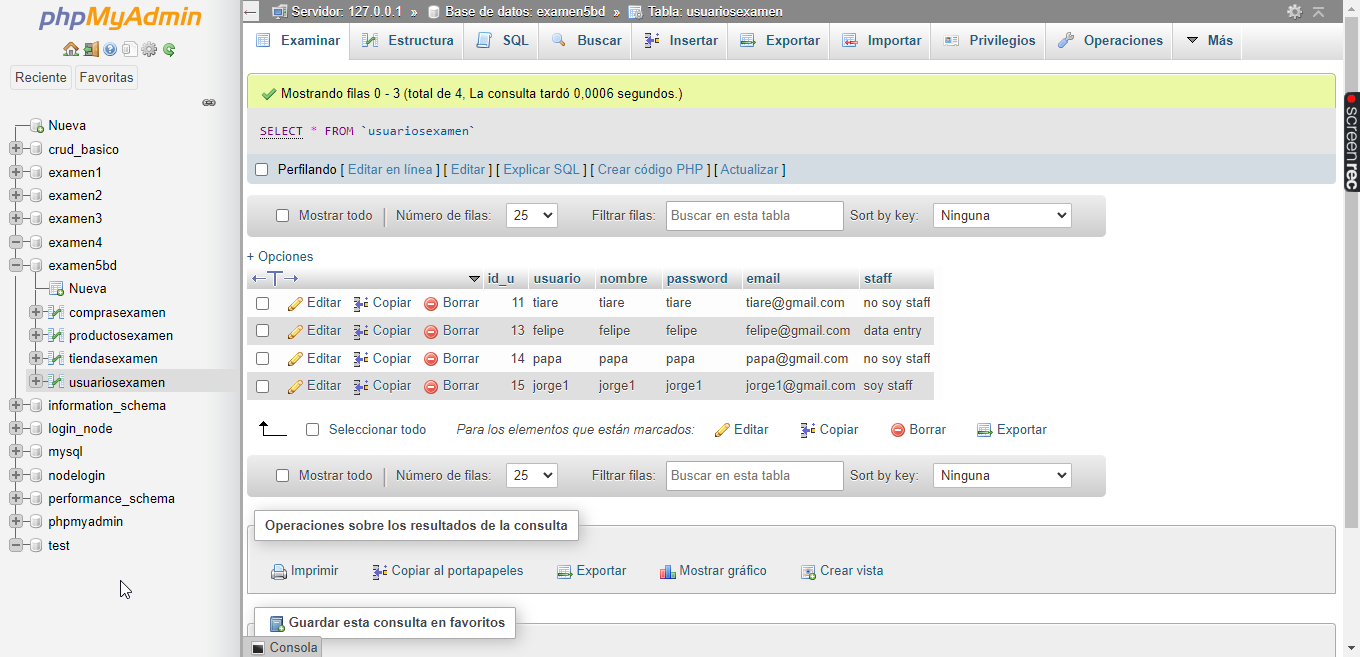 phpMyAdmin
Reciente Favoritas
Nueva
crud_basico
examen1
examen2
examen3
examen4
examen5bd
Nueva
comprasexamen
productosexamen
tiendasexamen
usuariosexamen
information_schema
login_node
mysql
nodelogin
performance_schema
phpmyadmin
test
Servidor: 127.0.0.1 » Base de datos: examen5bd » Tabla: usuariosexamen
Examinar Estructura SQL Buscar Insertar Exportar Importar Privilegios Operaciones Más
Mostrando filas 0 - 3 (total de 4, La consulta tardó 0,0006 segundos.)
SELECT * FROM `usuariosexamen`
Perfilando [ Editar en línea ] [ Editar ] [ Explicar SQL ] [ Crear código PHP ] [ Actualizar ]
Mostrar todo Número de filas: 25 Filtrar filas: Buscar en esta tabla Sort by key: Ninguna
+ Opciones
←T→ id_u usuario nombre password email staff
Editar Copiar Borrar 11 tiare tiare tiare tiare@gmail.com no soy staff
Editar Copiar Borrar 13 felipe felipe felipe felipe@gmail.com data entry
Editar Copiar Borrar 14 papa papa papa papa@gmail.com no soy staff
Editar Copiar Borrar 15 jorge1 jorge1 jorge1 jorge1@gmail.com soy staff
Seleccionar todo Para los elementos que están marcados: Editar Copiar Borrar Exportar
Mostrar todo Número de filas: 25 Filtrar filas: Buscar en esta tabla Sort by key: Ninguna
Operaciones sobre los resultados de la consulta
Imprimir Copiar al portapapeles Exportar Mostrar gráfico Crear vista
Guardar esta consulta en favoritos
Consola
screenrec